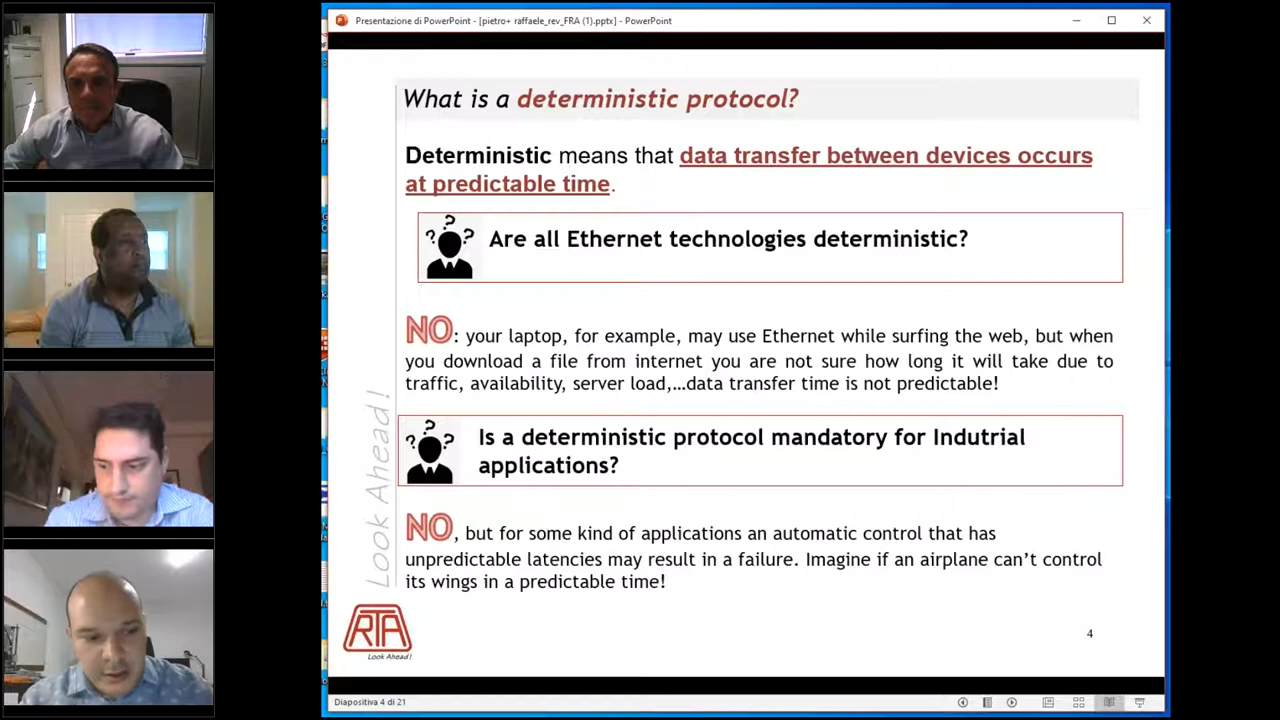 Presentazione di PowerPoint - [pietro+ raffaele_rev_FRA (1).pptx] - PowerPoint
What is a deterministic protocol?
Deterministic means that data transfer between devices occurs
at predictable time.
Are all Ethernet technologies deterministic?
NO: your laptop, for example, may use Ethernet while surfing the web, but when
you download a file from internet you are not sure how long it will take due to
traffic, availability, server load,…data transfer time is not predictable!
Is a deterministic protocol mandatory for Indutrial
applications?
NO, but for some kind of applications an automatic control that has
unpredictable latencies may result in a failure. Imagine if an airplane can’t control
its wings in a predictable time!
Look Ahead!
RTA
Look Ahead!
4
Diapositiva 4 di 21